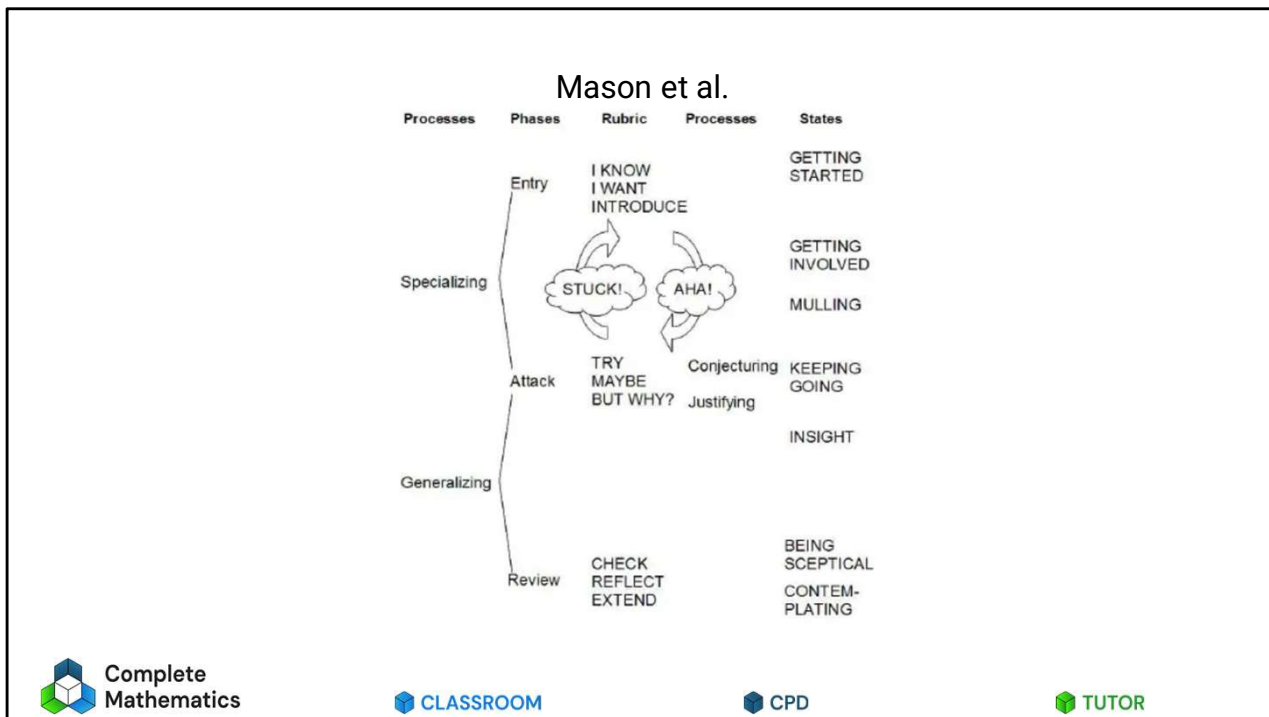 Mason et al.
Processes Phases Rubric Processes States
GETTING
STARTED
I KNOW
I WANT
INTRODUCE
Entry
GETTING
INVOLVED
Specializing
STUCK!
AHA!
MULLING
TRY
MAYBE
BUT WHY?
Attack
Conjecturing
Justifying
KEEPING
GOING
INSIGHT
Generalizing
BEING
SCEPTICAL
Review
CHECK
REFLECT
EXTEND
CONTEM-
PLATING
Complete
Mathematics
CLASSROOM
CPD
TUTOR